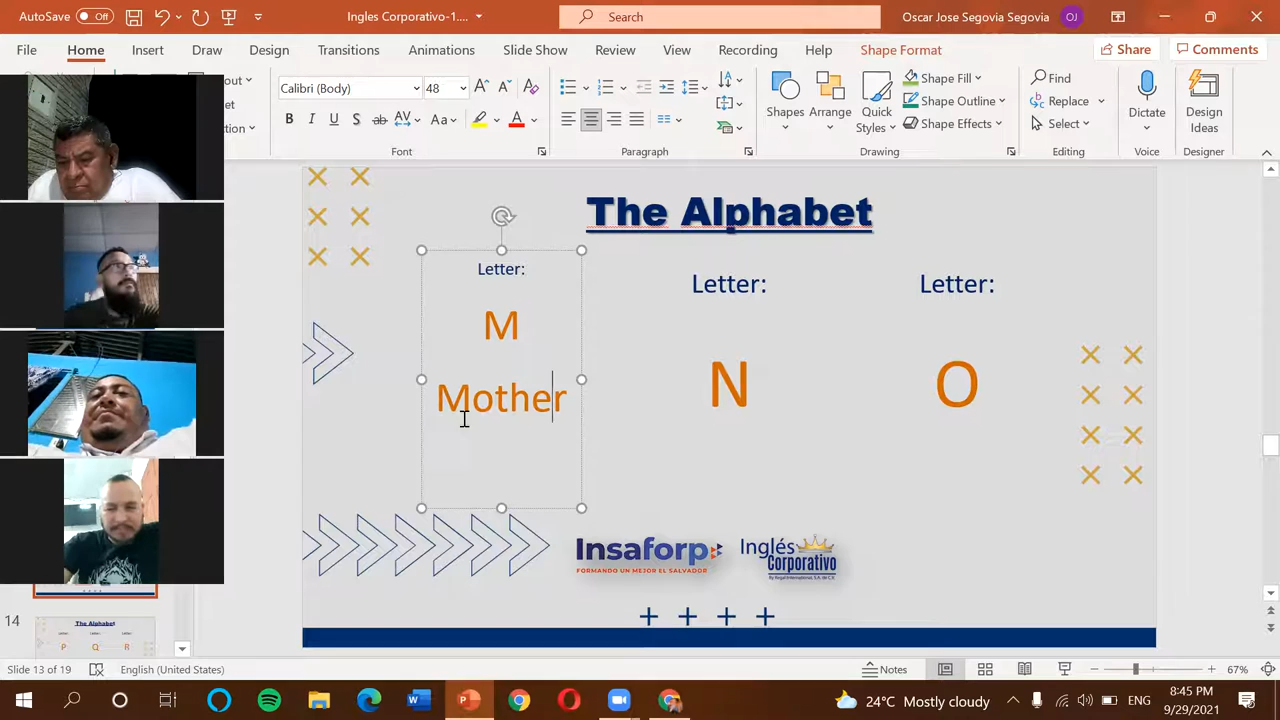 AutoSave Off Ingles Corporativo-1.... Search Oscar Jose Segovia Segovia OJ
File Home Insert Draw Design Transitions Animations Slide Show Review View Recording Help Shape Format Share Comments
Calibri (Body) 48
Shapes Arrange Quick Styles
Shape Fill
Shape Outline
Shape Effects
Find
Replace
Select
Dictate
Design Ideas
Font Paragraph Drawing Editing Voice Designer
The Alphabet
Letter: Letter: Letter:
M N O
Mother
Insaforp
FORMANDO UN MEJOR EL SALVADOR
Inglés
Corporativo
By Regal International, S.A. de C.V.
14
The Alphabet
P Q R
Slide 13 of 19 English (United States) Notes 67%
24°C Mostly cloudy ENG 8:45 PM
9/29/2021